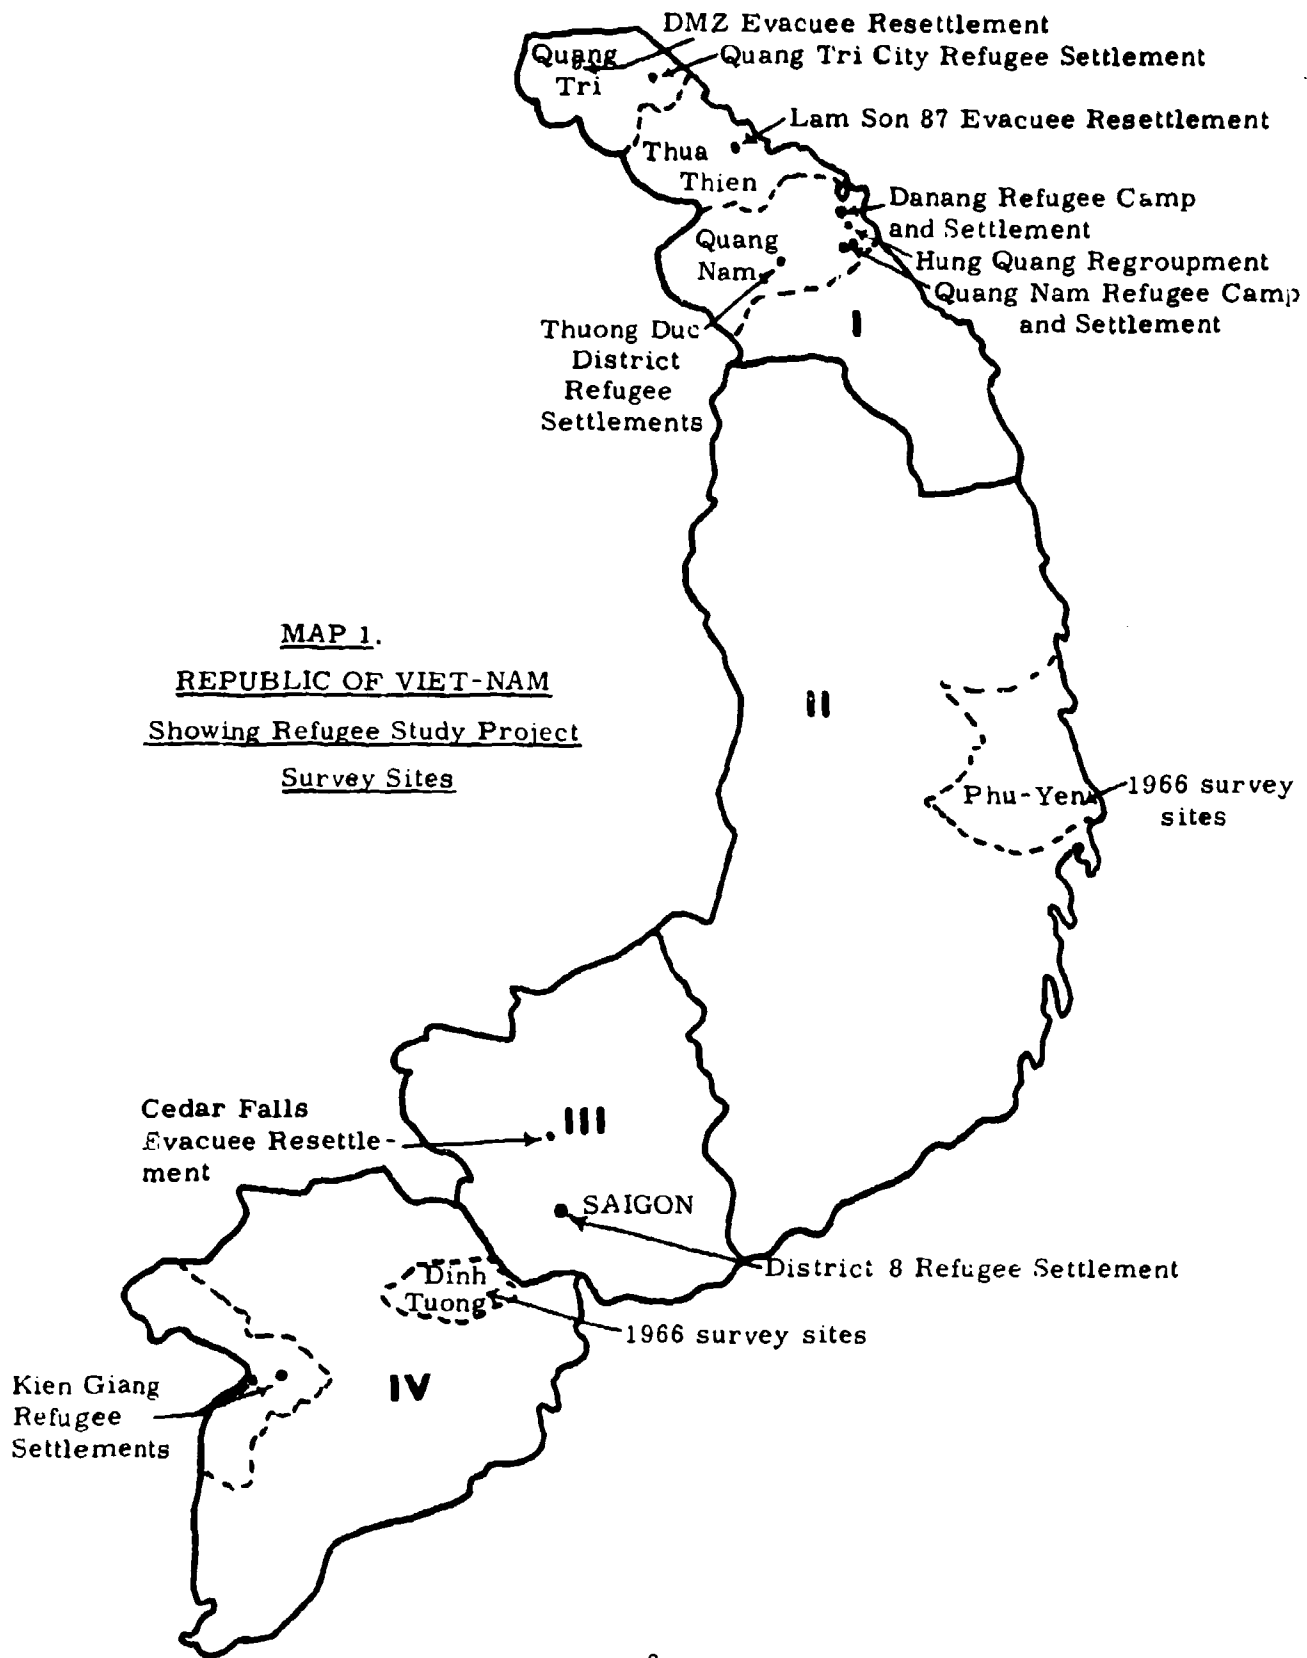 DMZ Evacuee Resettlement
Quang
Tri
Quang Tri City Refugee Settlement
Lam Son 87 Evacuee Resettlement
Thua
Thien
Danang Refugee Camp
and Settlement
Quang
Nam
Hung Quang Regroupment
Quang Nam Refugee Camp
and Settlement
I
Thuong Duc
District
Refugee
Settlements
MAP 1.
REPUBLIC OF VIET-NAM
Showing Refugee Study Project
Survey Sites
II
Phu-Yen
1966 survey
sites
Cedar Falls
Evacuee Resettle-
ment
III
SAIGON
District 8 Refugee Settlement
Dinh
Tuong
1966 survey sites
Kien Giang
Refugee
Settlements
IV